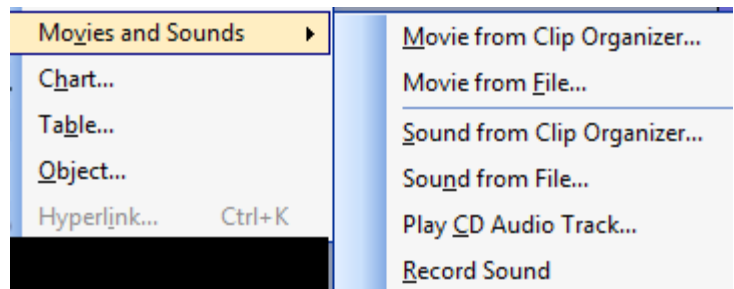 Movies and Sounds
Chart...
Table...
Object...
Hyperlink... Ctrl+K
Movie from Clip Organizer...
Movie from File...
Sound from Clip Organizer...
Sound from File...
Play CD Audio Track...
Record Sound